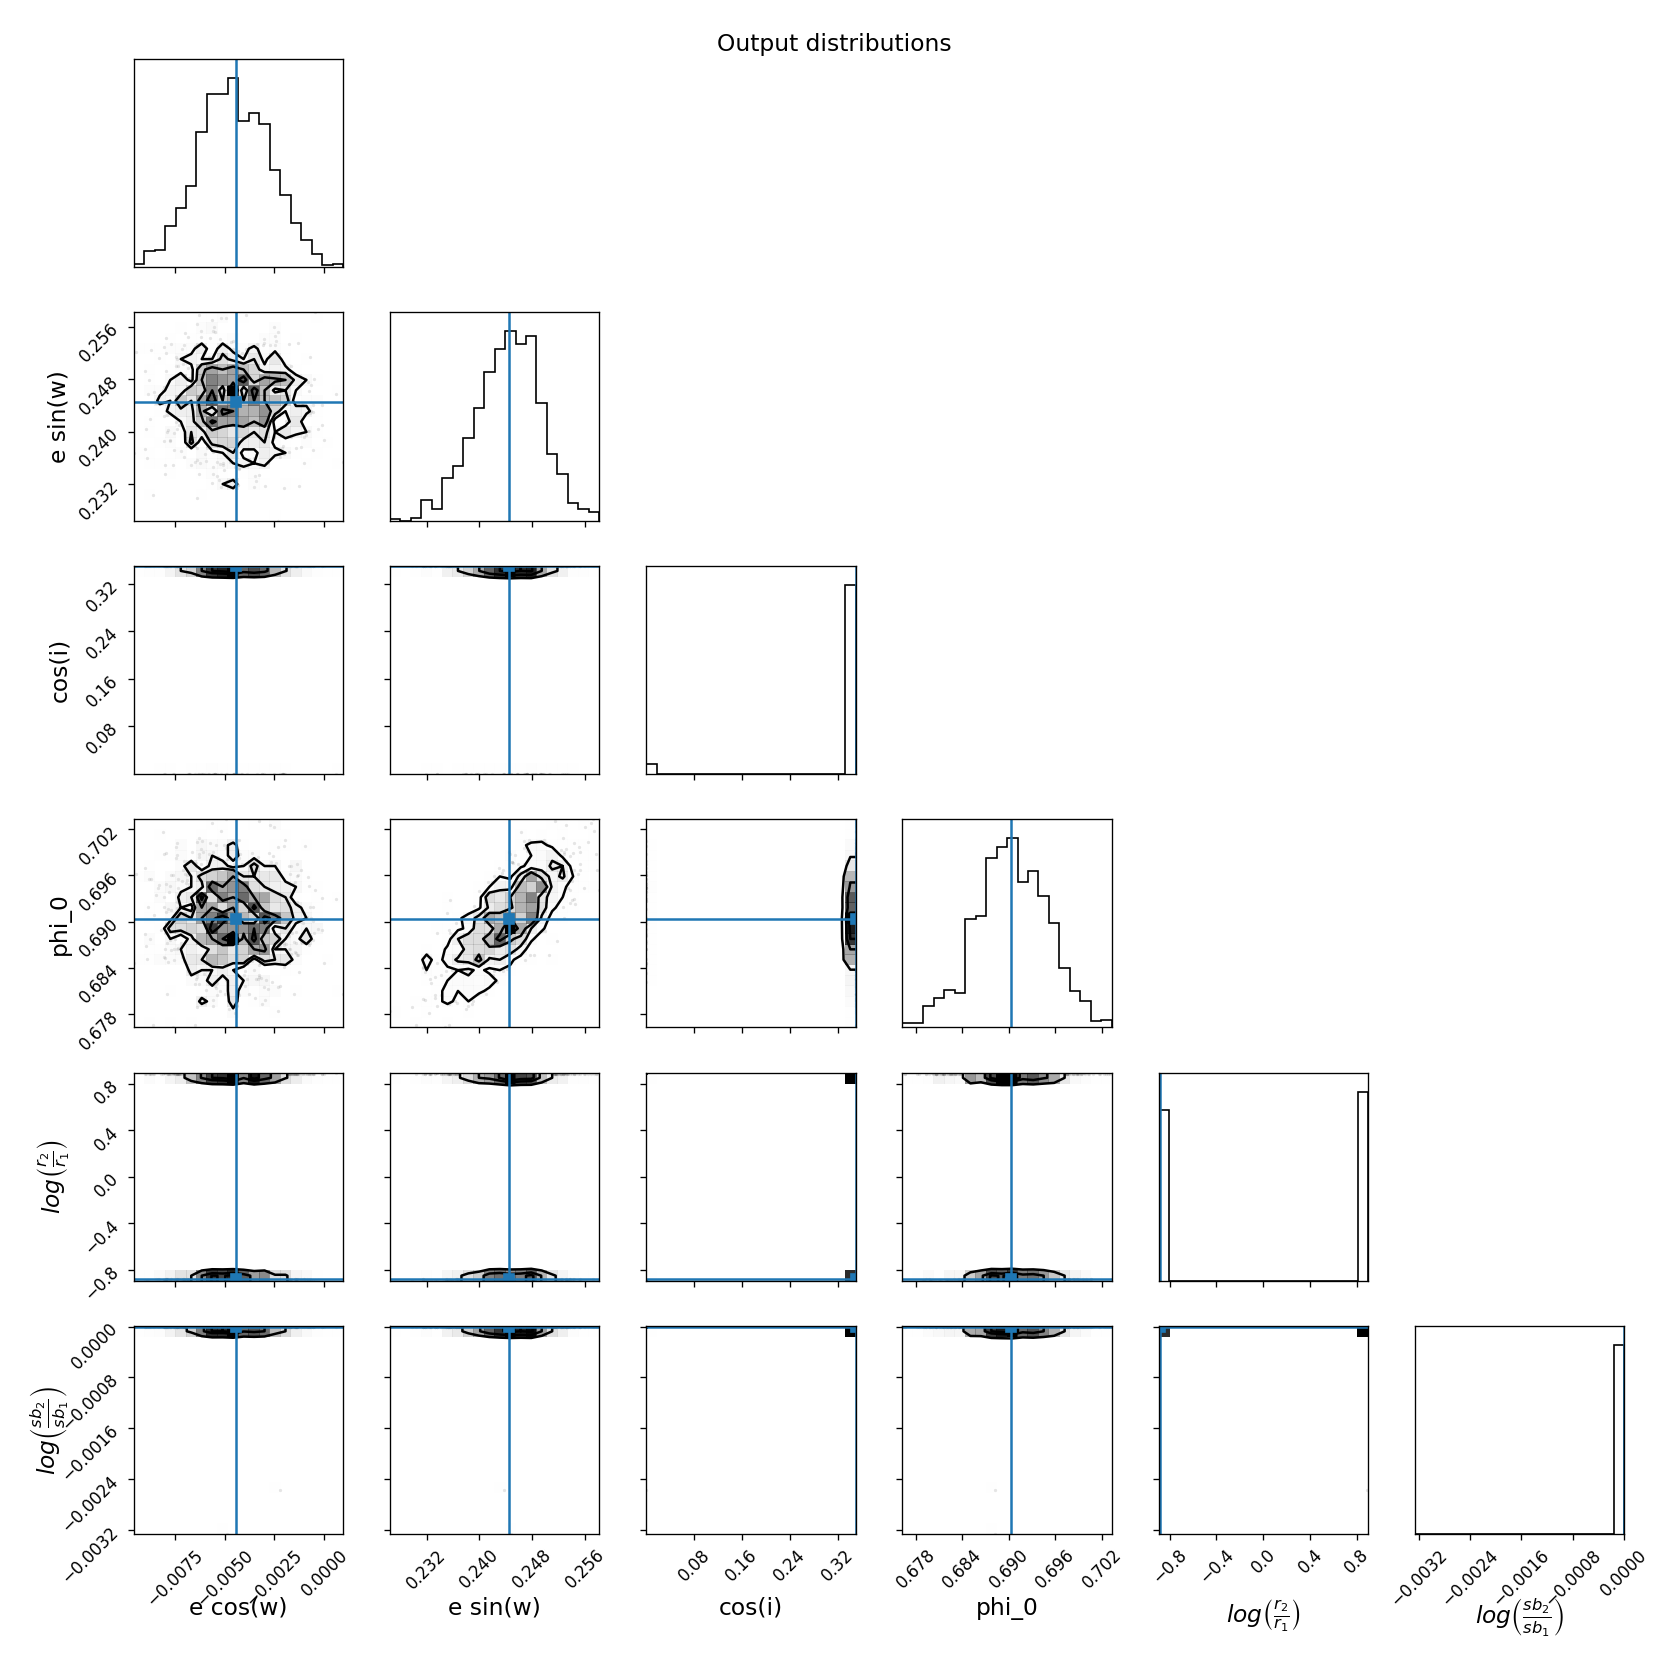 Output distributions
e sin(w)
0.256
0.248
0.240
0.232
cos(i)
0.32
0.24
0.16
0.08
phi_0
0.702
0.696
0.690
0.684
0.678
log(r₂/r₁)
0.8
0.4
0.0
−0.4
−0.8
log(sb₂/sb₁)
0.0000
−0.0008
−0.0016
−0.0024
−0.0032
−0.0075 −0.0050 −0.0025 0.0000
0.232 0.240 0.248 0.256
0.08 0.16 0.24 0.32
0.678 0.684 0.690 0.696 0.702
−0.8 −0.4 0.0 0.4 0.8
−0.0032 −0.0024 −0.0016 −0.0008 0.0000
e cos(w)
e sin(w)
cos(i)
phi_0
log(r₂/r₁)
log(sb₂/sb₁)